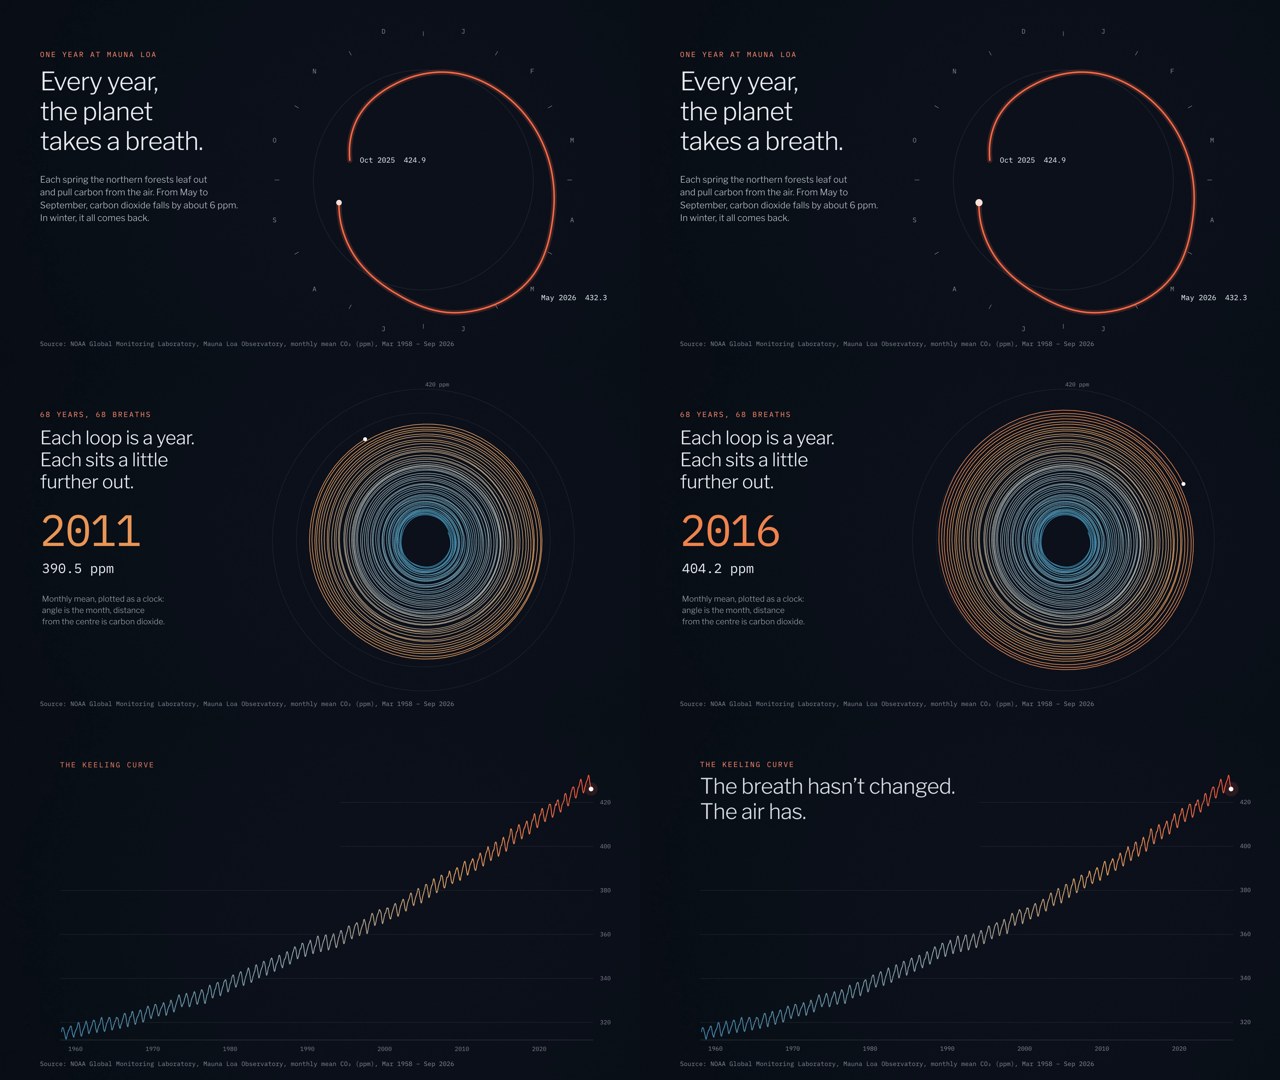 ONE YEAR AT MAUNA LOA
Every year,
the planet
takes a breath.
Each spring the northern forests leaf out
and pull carbon from the air. From May to
September, carbon dioxide falls by about 6 ppm.
In winter, it all comes back.
D
J
N
F
O
M
S
A
A
M
J
J
Oct 2025 424.9
May 2026 432.3
Source: NOAA Global Monitoring Laboratory, Mauna Loa Observatory, monthly mean CO₂ (ppm), Mar 1958 – Sep 2026
ONE YEAR AT MAUNA LOA
Every year,
the planet
takes a breath.
Each spring the northern forests leaf out
and pull carbon from the air. From May to
September, carbon dioxide falls by about 6 ppm.
In winter, it all comes back.
D
J
N
F
O
M
S
A
A
M
J
J
Oct 2025 424.9
May 2026 432.3
Source: NOAA Global Monitoring Laboratory, Mauna Loa Observatory, monthly mean CO₂ (ppm), Mar 1958 – Sep 2026
68 YEARS, 68 BREATHS
Each loop is a year.
Each sits a little
further out.
2011
390.5 ppm
Monthly mean, plotted as a clock:
angle is the month, distance
from the centre is carbon dioxide.
420 ppm
Source: NOAA Global Monitoring Laboratory, Mauna Loa Observatory, monthly mean CO₂ (ppm), Mar 1958 – Sep 2026
68 YEARS, 68 BREATHS
Each loop is a year.
Each sits a little
further out.
2016
404.2 ppm
Monthly mean, plotted as a clock:
angle is the month, distance
from the centre is carbon dioxide.
420 ppm
Source: NOAA Global Monitoring Laboratory, Mauna Loa Observatory, monthly mean CO₂ (ppm), Mar 1958 – Sep 2026
THE KEELING CURVE
420
400
380
360
340
320
1960 1970 1980 1990 2000 2010 2020
Source: NOAA Global Monitoring Laboratory, Mauna Loa Observatory, monthly mean CO₂ (ppm), Mar 1958 – Sep 2026
THE KEELING CURVE
The breath hasn’t changed.
The air has.
420
400
380
360
340
320
1960 1970 1980 1990 2000 2010 2020
Source: NOAA Global Monitoring Laboratory, Mauna Loa Observatory, monthly mean CO₂ (ppm), Mar 1958 – Sep 2026